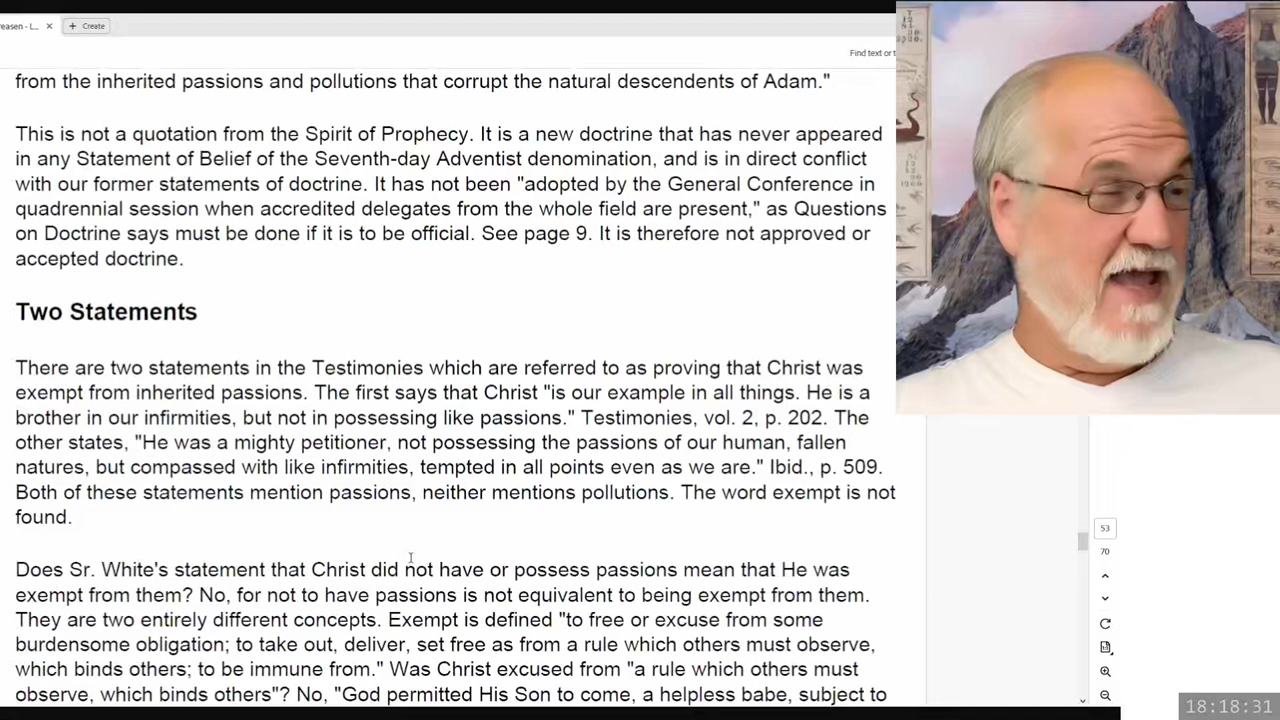 reasen - L...
Create
Find text or t
from the inherited passions and pollutions that corrupt the natural descendents of Adam."
This is not a quotation from the Spirit of Prophecy. It is a new doctrine that has never appeared
in any Statement of Belief of the Seventh-day Adventist denomination, and is in direct conflict
with our former statements of doctrine. It has not been "adopted by the General Conference in
quadrennial session when accredited delegates from the whole field are present," as Questions
on Doctrine says must be done if it is to be official. See page 9. It is therefore not approved or
accepted doctrine.
Two Statements
There are two statements in the Testimonies which are referred to as proving that Christ was
exempt from inherited passions. The first says that Christ "is our example in all things. He is a
brother in our infirmities, but not in possessing like passions." Testimonies, vol. 2, p. 202. The
other states, "He was a mighty petitioner, not possessing the passions of our human, fallen
natures, but compassed with like infirmities, tempted in all points even as we are." Ibid., p. 509.
Both of these statements mention passions, neither mentions pollutions. The word exempt is not
found.
Does Sr. White's statement that Christ did not have or possess passions mean that He was
exempt from them? No, for not to have passions is not equivalent to being exempt from them.
They are two entirely different concepts. Exempt is defined "to free or excuse from some
burdensome obligation; to take out, deliver, set free as from a rule which others must observe,
which binds others; to be immune from." Was Christ excused from "a rule which others must
observe, which binds others"? No, "God permitted His Son to come, a helpless babe, subject to
53
70
18:18:31